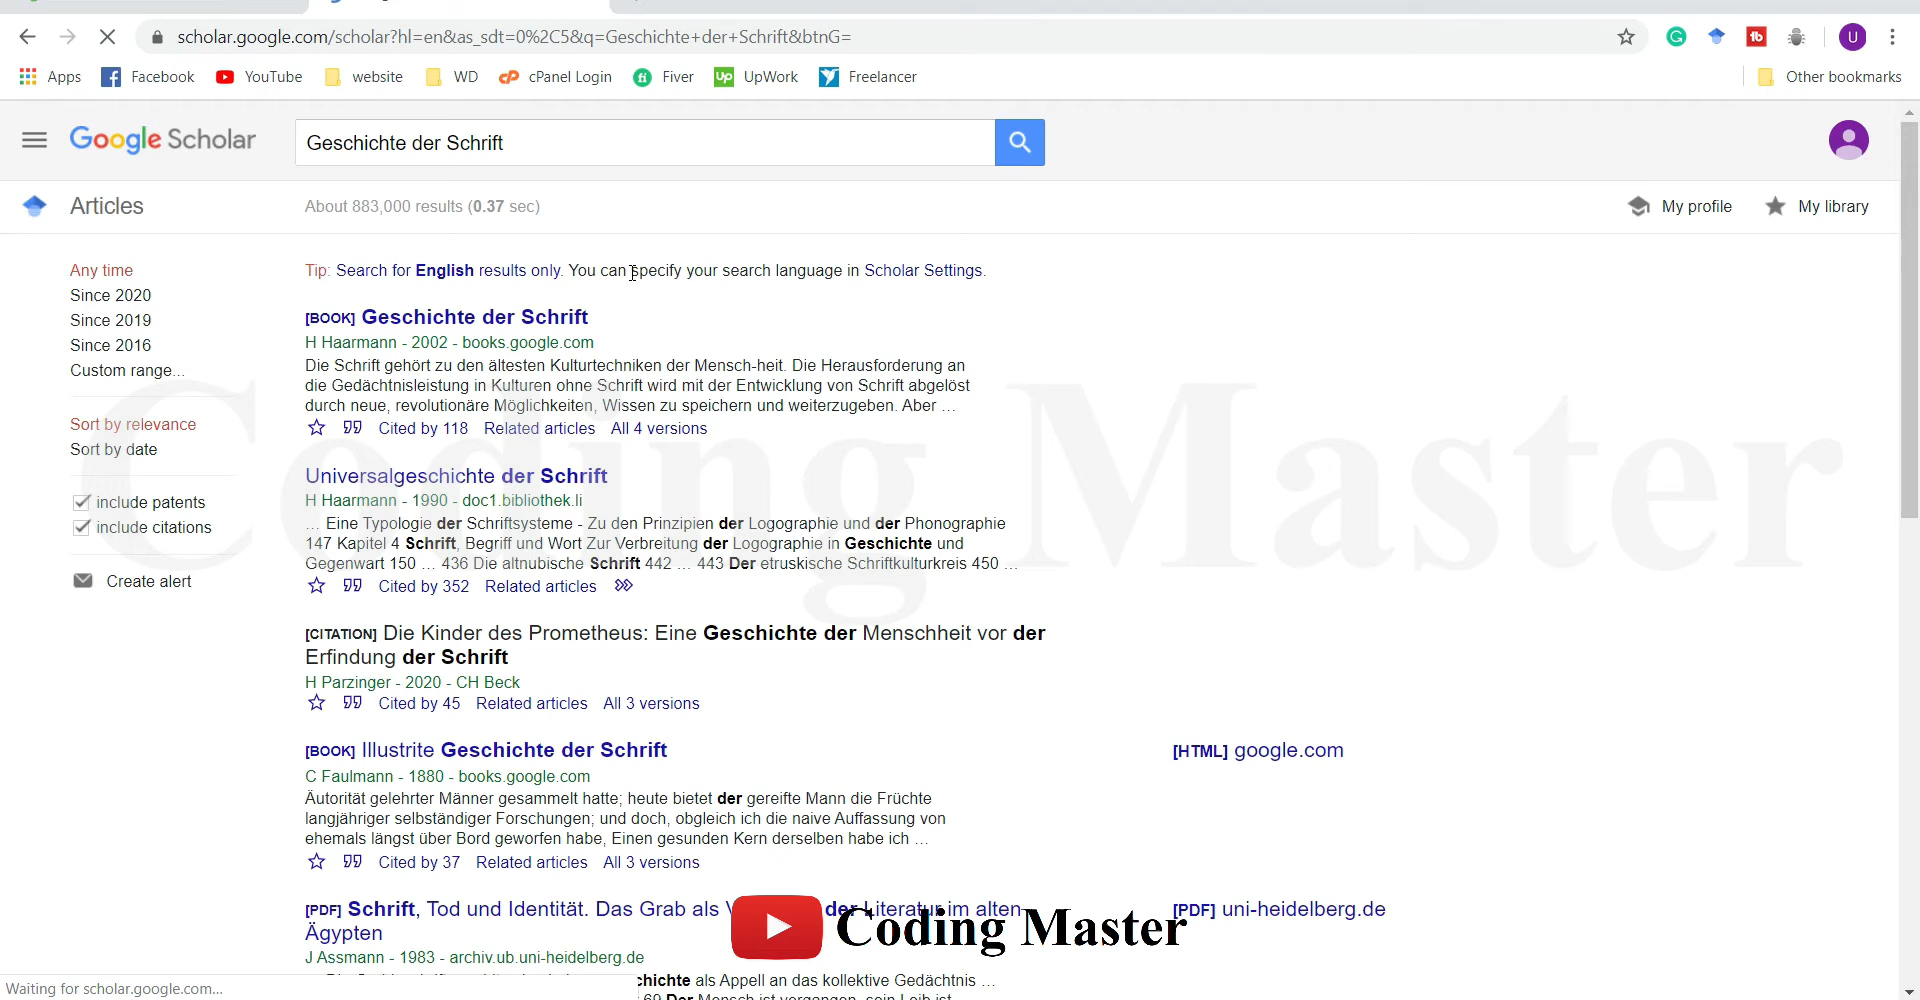 scholar.google.com/scholar?hl=en&as_sdt=0%2C5&q=Geschichte+der+Schrift&btnG=
U
Apps Facebook YouTube website WD cPanel Login Fiver UpWork Freelancer Other bookmarks
Google Scholar
Geschichte der Schrift
Articles
About 883,000 results (0.37 sec)
My profile My library
Any time
Since 2020
Since 2019
Since 2016
Custom range...
Sort by relevance
Sort by date
include patents
include citations
Create alert
Tip: Search for English results only. You can specify your search language in Scholar Settings.
[BOOK] Geschichte der Schrift
H Haarmann - 2002 - books.google.com
Die Schrift gehört zu den ältesten Kulturtechniken der Mensch-heit. Die Herausforderung an
die Gedächtnisleistung in Kulturen ohne Schrift wird mit der Entwicklung von Schrift abgelöst
durch neue, revolutionäre Möglichkeiten, Wissen zu speichern und weiterzugeben. Aber ...
Cited by 118 Related articles All 4 versions
Universalgeschichte der Schrift
H Haarmann - 1990 - doc1.bibliothek.li
... Eine Typologie der Schriftsysteme - Zu den Prinzipien der Logographie und der Phonographie
147 Kapitel 4 Schrift, Begriff und Wort Zur Verbreitung der Logographie in Geschichte und
Gegenwart 150 ... 436 Die altnubische Schrift 442 ... 443 Der etruskische Schriftkulturkreis 450 ...
Cited by 352 Related articles
[CITATION] Die Kinder des Prometheus: Eine Geschichte der Menschheit vor der
Erfindung der Schrift
H Parzinger - 2020 - CH Beck
Cited by 45 Related articles All 3 versions
[BOOK] Illustrite Geschichte der Schrift
[HTML] google.com
C Faulmann - 1880 - books.google.com
Äutorität gelehrter Männer gesammelt hatte; heute bietet der gereifte Mann die Früchte
langjähriger selbständiger Forschungen; und doch, obgleich ich die naive Auffassung von
ehemals längst über Bord geworfen habe, Einen gesunden Kern derselben habe ich ...
Cited by 37 Related articles All 3 versions
[PDF] Schrift, Tod und Identität. Das Grab als der Literatur im alten
Ägypten
[PDF] uni-heidelberg.de
J Assmann - 1983 - archiv.ub.uni-heidelberg.de
als Appell an das kollektive Gedächtnis ...
Coding Master
Coding Master
Waiting for scholar.google.com...